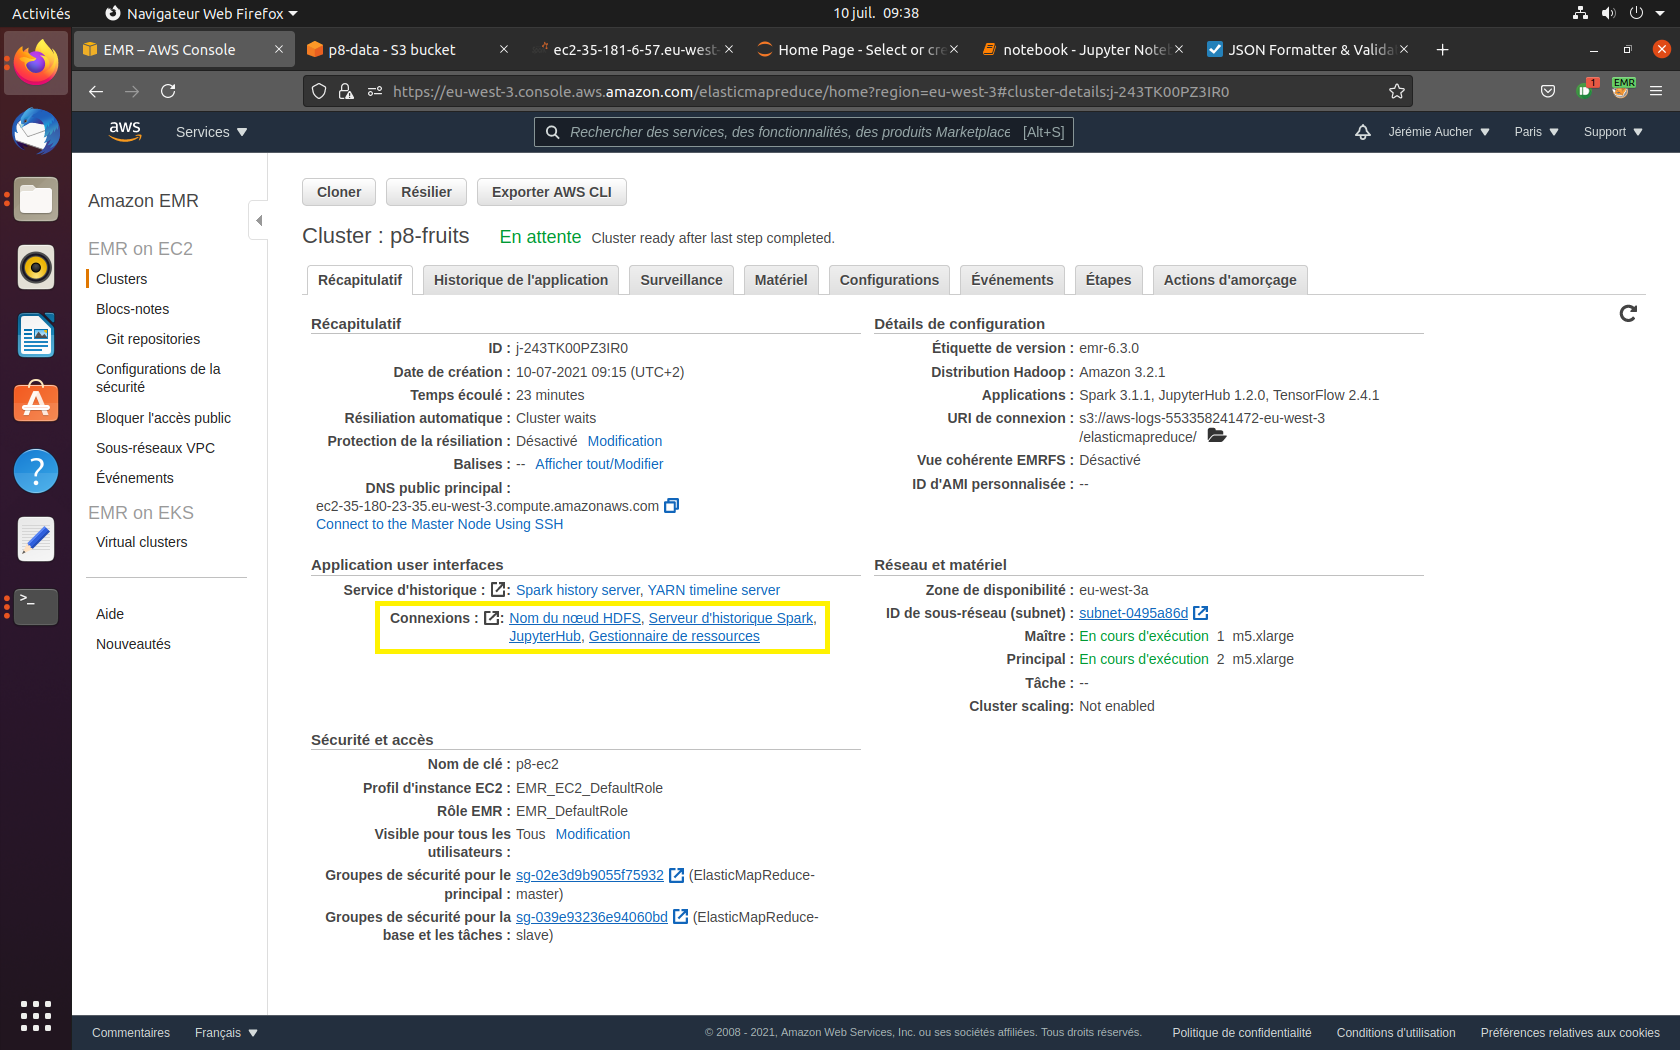 Activités
Navigateur Web Firefox
10 juil. 09:38
EMR – AWS Console
p8-data - S3 bucket
ec2-35-181-6-57.eu-west-
Home Page - Select or cre
notebook - Jupyter Note
JSON Formatter & Valida
https://eu-west-3.console.aws.amazon.com/elasticmapreduce/home?region=eu-west-3#cluster-details:j-243TK00PZ3IR0
1
EMR
aws
Services
Rechercher des services, des fonctionnalités, des produits Marketplace
[Alt+S]
Jérémie Aucher
Paris
Support
Amazon EMR
EMR on EC2
Clusters
Blocs-notes
Git repositories
Configurations de la
sécurité
Bloquer l'accès public
Sous-réseaux VPC
Événements
EMR on EKS
Virtual clusters
Aide
Nouveautés
Cloner
Résilier
Exporter AWS CLI
Cluster : p8-fruits
En attente
Cluster ready after last step completed.
Récapitulatif
Historique de l'application
Surveillance
Matériel
Configurations
Événements
Étapes
Actions d'amorçage
Récapitulatif
ID : j-243TK00PZ3IR0
Date de création : 10-07-2021 09:15 (UTC+2)
Temps écoulé : 23 minutes
Résiliation automatique : Cluster waits
Protection de la résiliation : Désactivé Modification
Balises : -- Afficher tout/Modifier
DNS public principal :
ec2-35-180-23-35.eu-west-3.compute.amazonaws.com
Connect to the Master Node Using SSH
Détails de configuration
Étiquette de version : emr-6.3.0
Distribution Hadoop : Amazon 3.2.1
Applications : Spark 3.1.1, JupyterHub 1.2.0, TensorFlow 2.4.1
URI de connexion : s3://aws-logs-553358241472-eu-west-3
/elasticmapreduce/
Vue cohérente EMRFS : Désactivé
ID d'AMI personnalisée : --
Application user interfaces
Service d'historique : : Spark history server, YARN timeline server
Connexions : : Nom du nœud HDFS, Serveur d'historique Spark,
JupyterHub, Gestionnaire de ressources
Réseau et matériel
Zone de disponibilité : eu-west-3a
ID de sous-réseau (subnet) : subnet-0495a86d
Maître : En cours d'exécution 1 m5.xlarge
Principal : En cours d'exécution 2 m5.xlarge
Tâche : --
Cluster scaling: Not enabled
Sécurité et accès
Nom de clé : p8-ec2
Profil d'instance EC2 : EMR_EC2_DefaultRole
Rôle EMR : EMR_DefaultRole
Visible pour tous les Tous Modification
utilisateurs :
Groupes de sécurité pour le sg-02e3d9b9055f75932 (ElasticMapReduce-
principal : master)
Groupes de sécurité pour la sg-039e93236e94060bd (ElasticMapReduce-
base et les tâches : slave)
Commentaires
Français
© 2008 - 2021, Amazon Web Services, Inc. ou ses sociétés affiliées. Tous droits réservés.
Politique de confidentialité
Conditions d'utilisation
Préférences relatives aux cookies